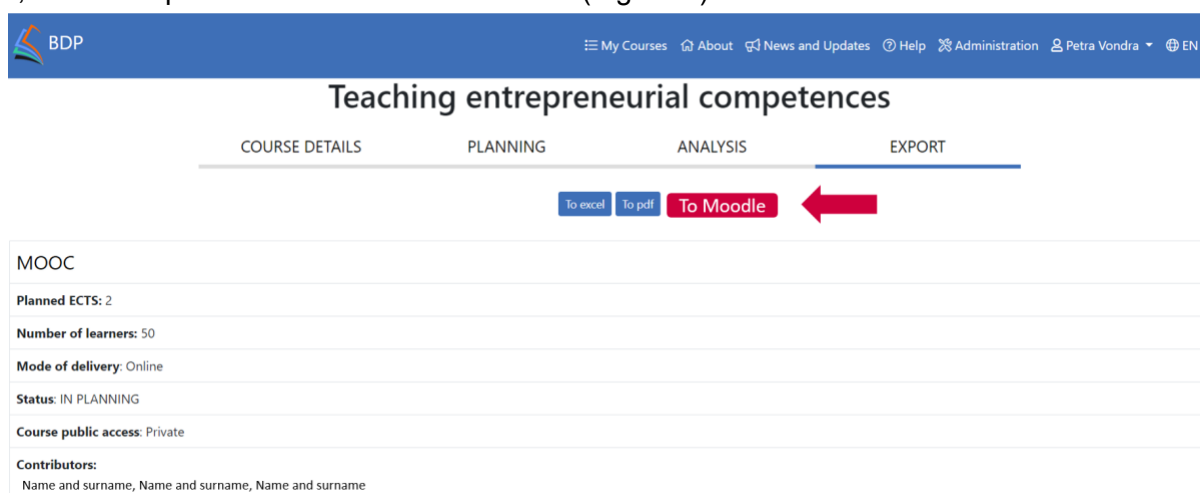 BDP
My Courses About News and Updates Help Administration Petra Vondra EN
Teaching entrepreneurial competences
COURSE DETAILS PLANNING ANALYSIS EXPORT
To excel To pdf To Moodle
MOOC
Planned ECTS: 2
Number of learners: 50
Mode of delivery: Online
Status: IN PLANNING
Course public access: Private
Contributors:
Name and surname, Name and surname, Name and surname